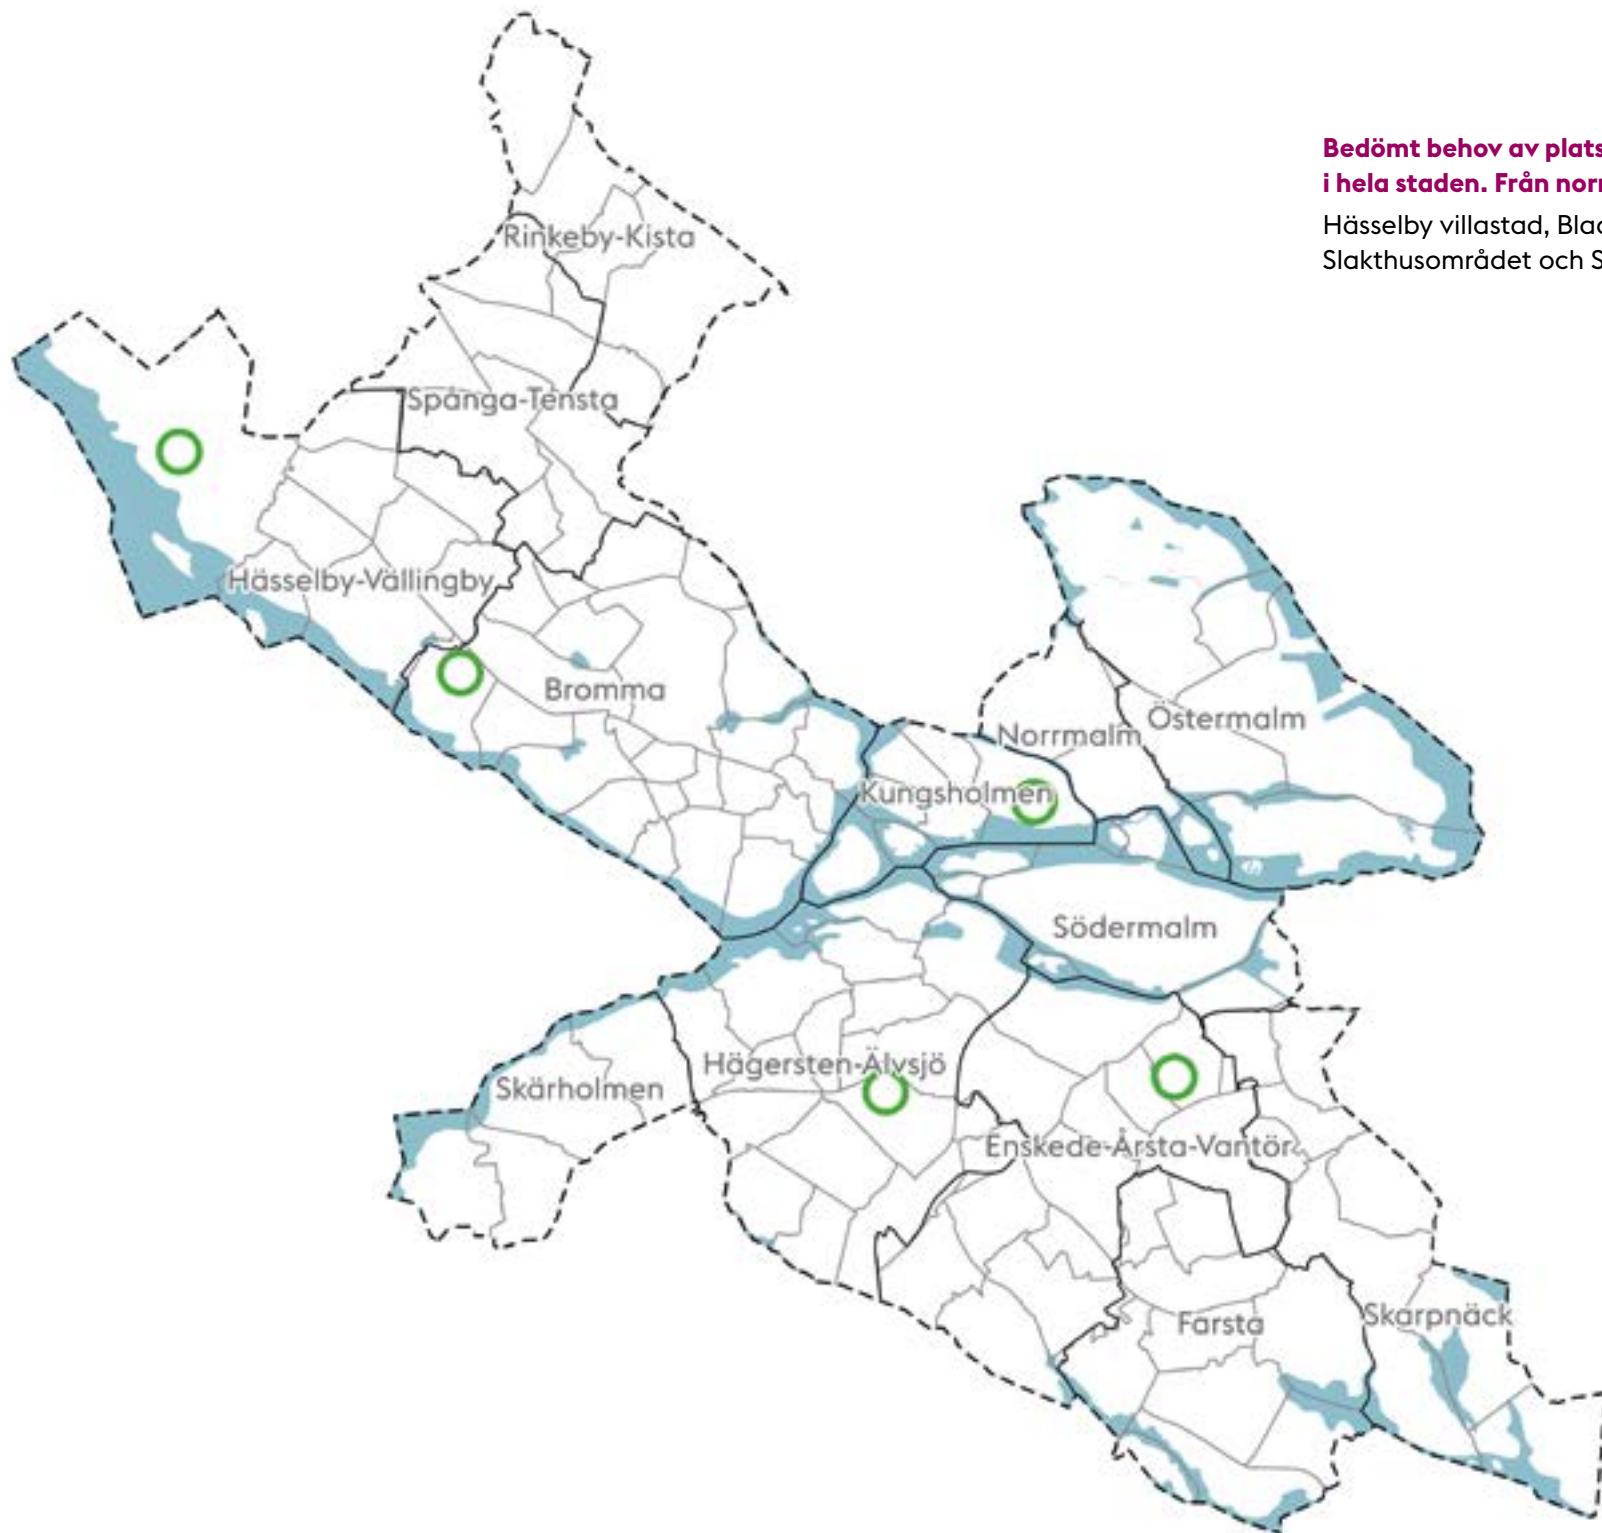 Bedömt behov av plats
i hela staden. Från norr
Hässelby villastad, Blac
Slakthusområdet och S
Rinkeby-Kista
Spånga-Tensta
Hässelby-Vällingby
Bromma
Norrmalm
Östermalm
Kungsholmen
Södermalm
Hägersten-Älvsjö
Skärholmen
Enskede-Årsta-Vantör
Farsta
Skarpnäck